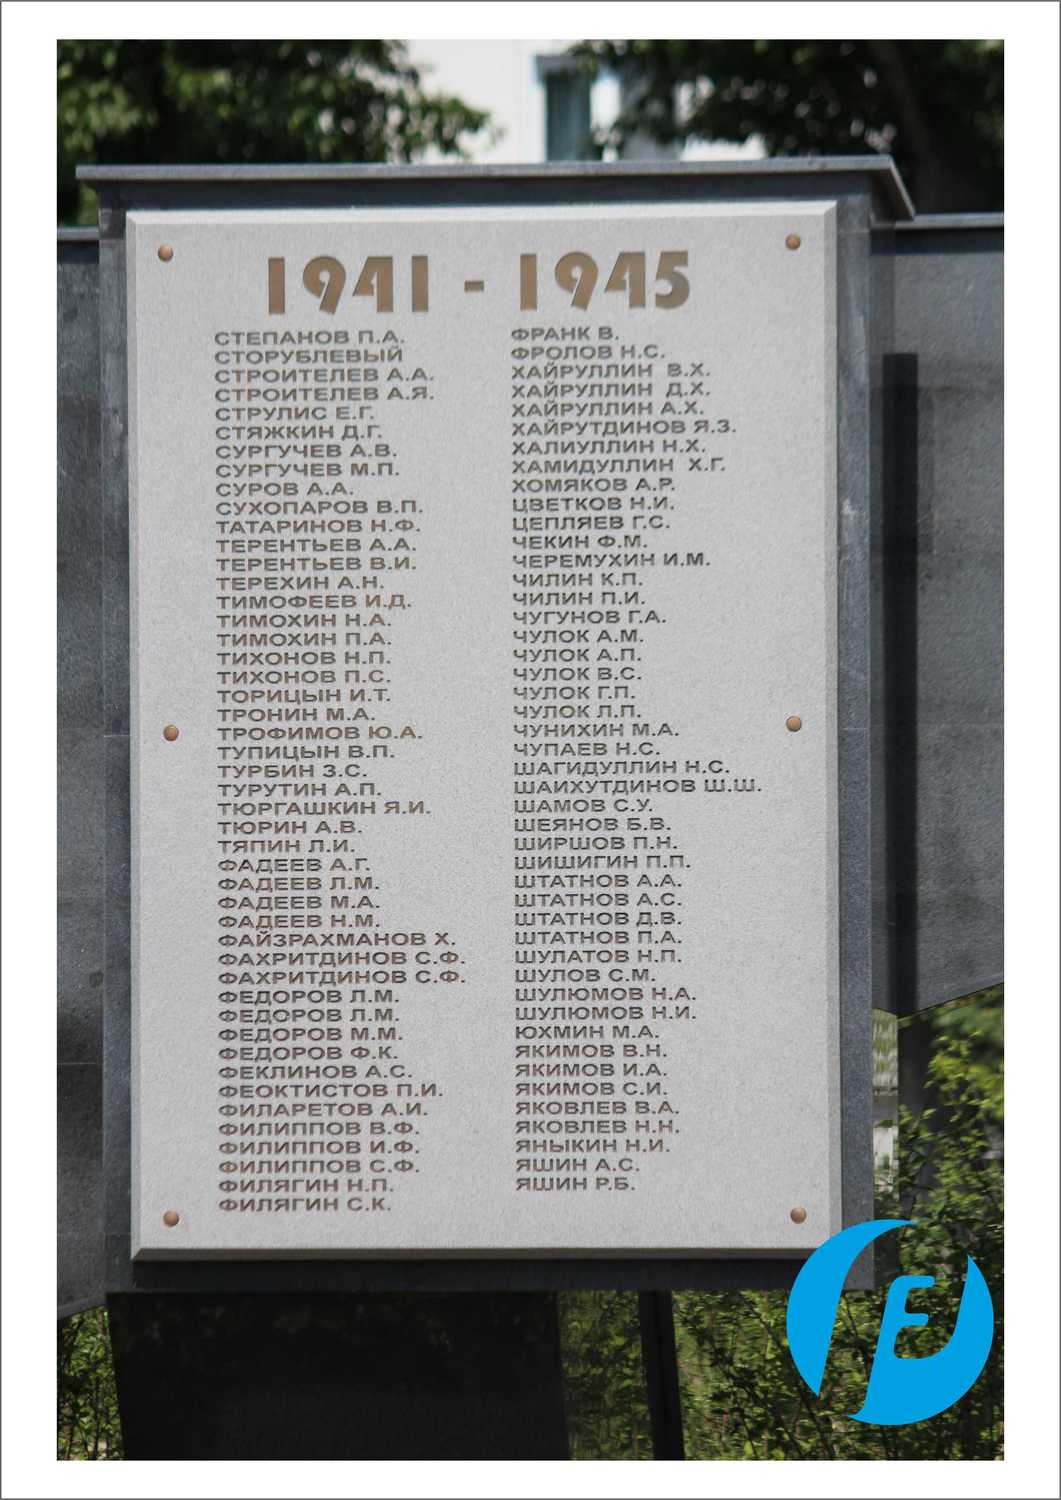 1941 - 1945
СТЕПАНОВ П.А.
СТОРУБЛЕВЫЙ
СТРОИТЕЛЕВ А.А.
СТРОИТЕЛЕВ А.Я.
СТРУЛИС Е.Г.
СТЯЖКИН Д.Г.
СУРГУЧЕВ А.В.
СУРГУЧЕВ М.П.
СУРОВ А.А.
СУХОПАРОВ В.П.
ТАТАРИНОВ Н.Ф.
ТЕРЕНТЬЕВ А.А.
ТЕРЕНТЬЕВ В.И.
ТЕРЕХИН А.Н.
ТИМОФЕЕВ И.Д.
ТИМОХИН Н.А.
ТИМОХИН П.А.
ТИХОНОВ Н.П.
ТИХОНОВ П.С.
ТОРИЦЫН И.Т.
ТРОНИН М.А.
ТРОФИМОВ Ю.А.
ТУПИЦЫН В.П.
ТУРБИН З.С.
ТУРУТИН А.П.
ТЮРГАШКИН Я.И.
ТЮРИН А.В.
ТЯПИН Л.И.
ФАДЕЕВ А.Г.
ФАДЕЕВ Л.М.
ФАДЕЕВ М.А.
ФАДЕЕВ Н.М.
ФАЙЗРАХМАНОВ Х.
ФАХРИТДИНОВ С.Ф.
ФАХРИТДИНОВ С.Ф.
ФЕДОРОВ Л.М.
ФЕДОРОВ Л.М.
ФЕДОРОВ М.М.
ФЕДОРОВ Ф.К.
ФЕКЛИНОВ А.С.
ФЕОКТИСТОВ П.И.
ФИЛАРЕТОВ А.И.
ФИЛИППОВ В.Ф.
ФИЛИППОВ И.Ф.
ФИЛИППОВ С.Ф.
ФИЛЯГИН Н.П.
ФИЛЯГИН С.К.
ФРАНК В.
ФРОЛОВ Н.С.
ХАЙРУЛЛИН В.Х.
ХАЙРУЛЛИН Д.Х.
ХАЙРУЛЛИН А.Х.
ХАЙРУТДИНОВ Я.З.
ХАЛИУЛЛИН Н.Х.
ХАМИДУЛЛИН Х.Г.
ХОМЯКОВ А.Р.
ЦВЕТКОВ Н.И.
ЦЕПЛЯЕВ Г.С.
ЧЕКИН Ф.М.
ЧЕРЕМУХИН И.М.
ЧИЛИН К.П.
ЧИЛИН П.И.
ЧУГУНОВ Г.А.
ЧУЛОК А.М.
ЧУЛОК А.П.
ЧУЛОК В.С.
ЧУЛОК Г.П.
ЧУЛОК Л.П.
ЧУНИХИН М.А.
ЧУПАЕВ Н.С.
ШАГИДУЛЛИН Н.С.
ШАИХУТДИНОВ Ш.Ш.
ШАМОВ С.У.
ШЕЯНОВ Б.В.
ШИРШОВ П.Н.
ШИШИГИН П.П.
ШТАТНОВ А.А.
ШТАТНОВ А.С.
ШТАТНОВ Д.В.
ШТАТНОВ П.А.
ШУЛАТОВ Н.П.
ШУЛОВ С.М.
ШУЛЮМОВ Н.А.
ШУЛЮМОВ Н.И.
ЮХМИН М.А.
ЯКИМОВ В.Н.
ЯКИМОВ И.А.
ЯКИМОВ С.И.
ЯКОВЛЕВ В.А.
ЯКОВЛЕВ Н.Н.
ЯНЫКИН Н.И.
ЯШИН А.С.
ЯШИН Р.Б.
E